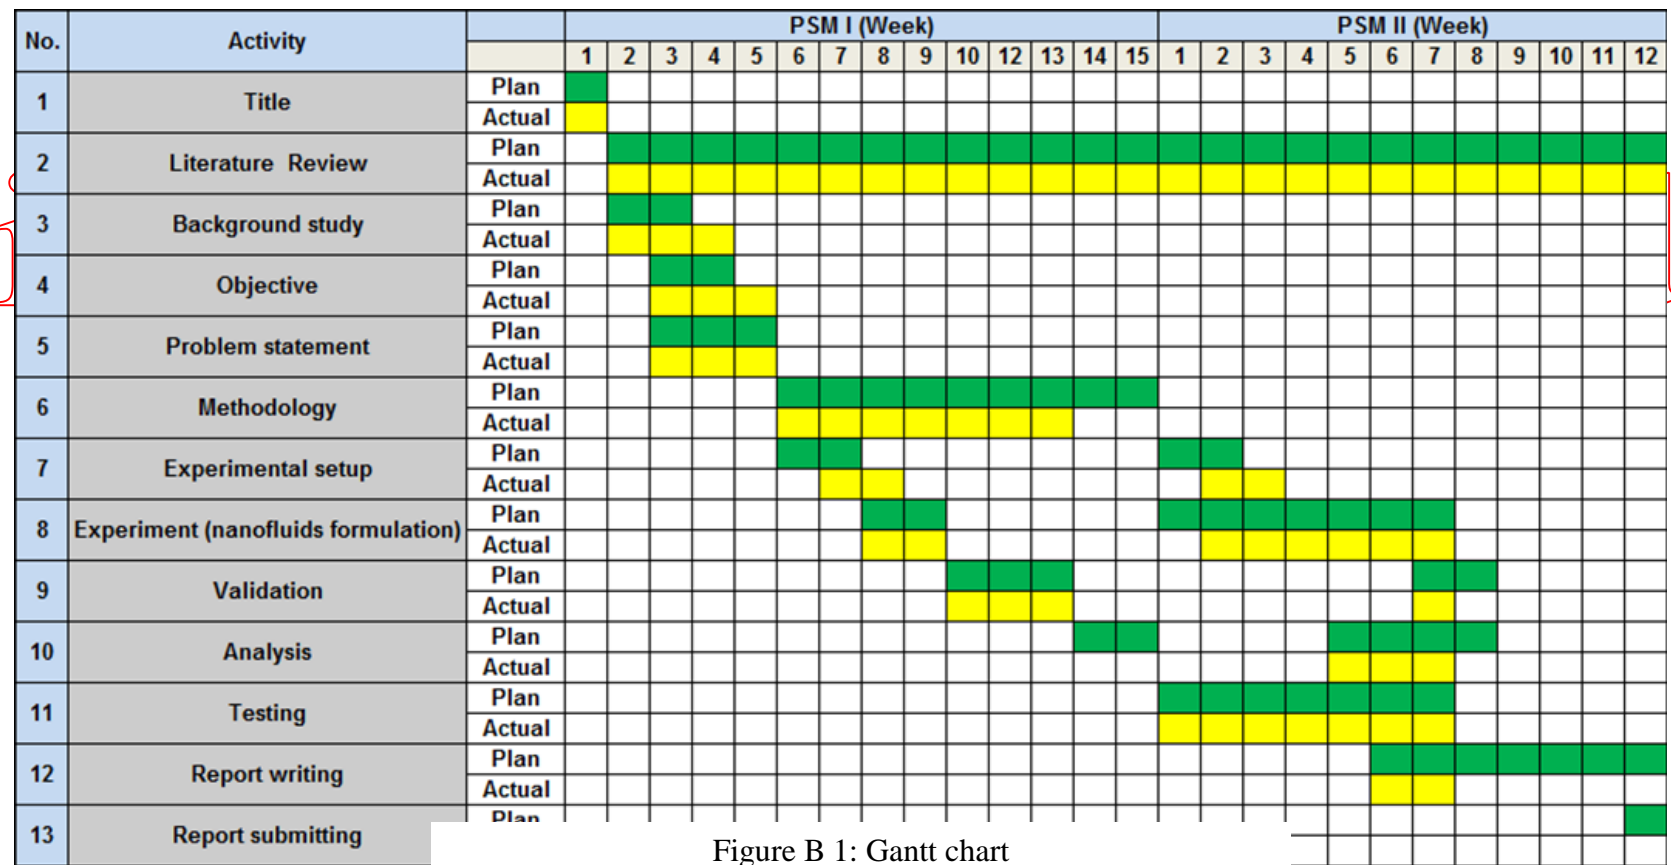 No. Activity PSM I (Week) PSM II (Week)
1 2 3 4 5 6 7 8 9 10 12 13 14 15 1 2 3 4 5 6 7 8 9 10 11 12
1 Title Plan
Actual
2 Literature Review Plan
Actual
3 Background study Plan
Actual
4 Objective Plan
Actual
5 Problem statement Plan
Actual
6 Methodology Plan
Actual
7 Experimental setup Plan
Actual
8 Experiment (nanofluids formulation) Plan
Actual
9 Validation Plan
Actual
10 Analysis Plan
Actual
11 Testing Plan
Actual
12 Report writing Plan
Actual
13 Report submitting Plan
Figure B 1: Gantt chart